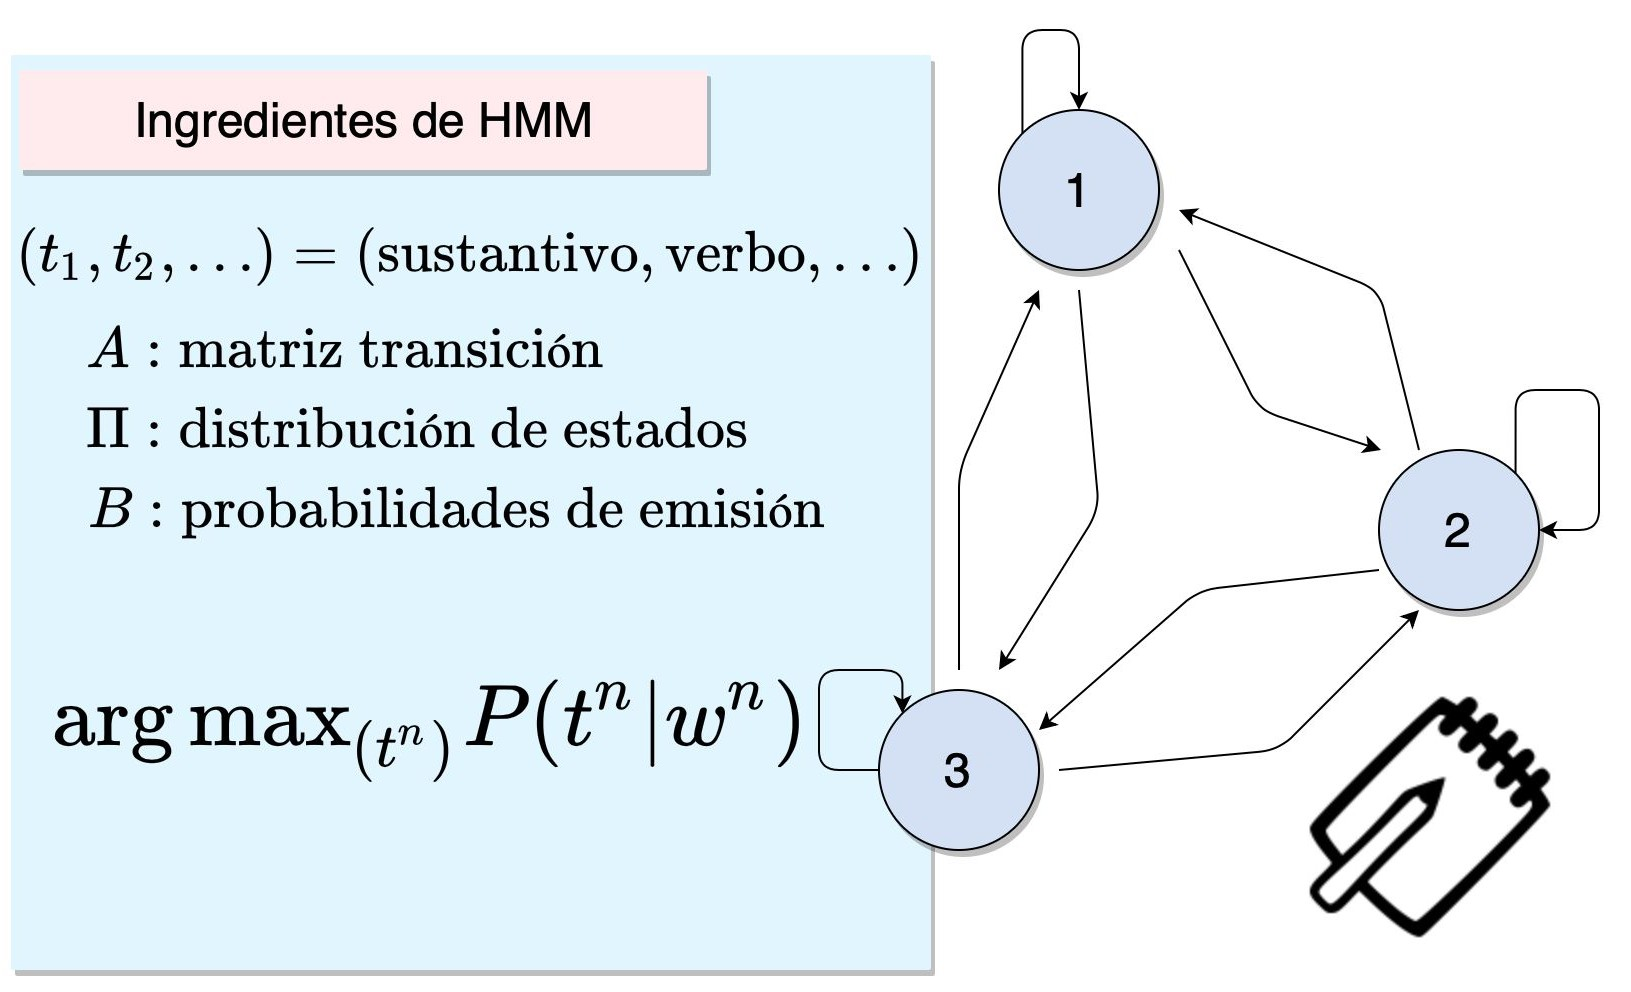 Ingredientes de HMM
(t₁, t₂, …) = (sustantivo, verbo, …)
A : matriz transición
Π : distribución de estados
B : probabilidades de emisión
arg max₍tⁿ₎ P(tⁿ|wⁿ)
1
2
3